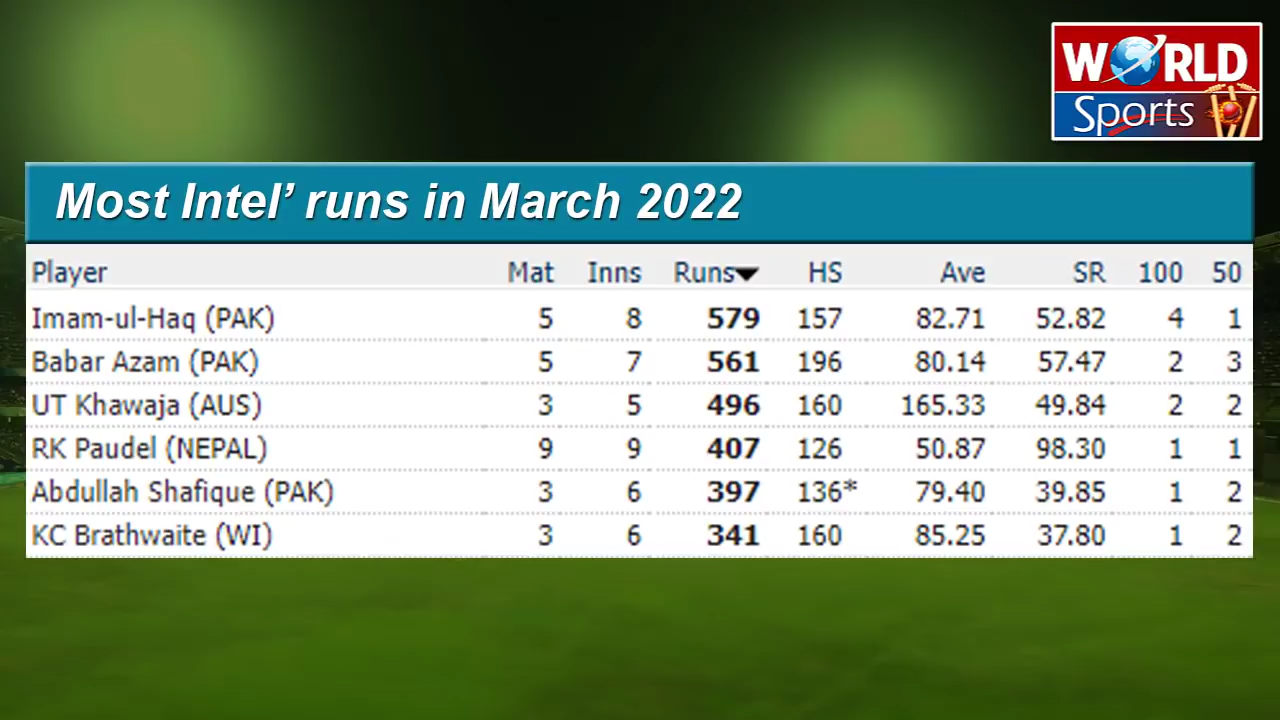 WORLD
Sports
Most Intel’ runs in March 2022
Player Mat Inns Runs HS Ave SR 100 50
Imam-ul-Haq (PAK) 5 8 579 157 82.71 52.82 4 1
Babar Azam (PAK) 5 7 561 196 80.14 57.47 2 3
UT Khawaja (AUS) 3 5 496 160 165.33 49.84 2 2
RK Paudel (NEPAL) 9 9 407 126 50.87 98.30 1 1
Abdullah Shafique (PAK) 3 6 397 136* 79.40 39.85 1 2
KC Brathwaite (WI) 3 6 341 160 85.25 37.80 1 2